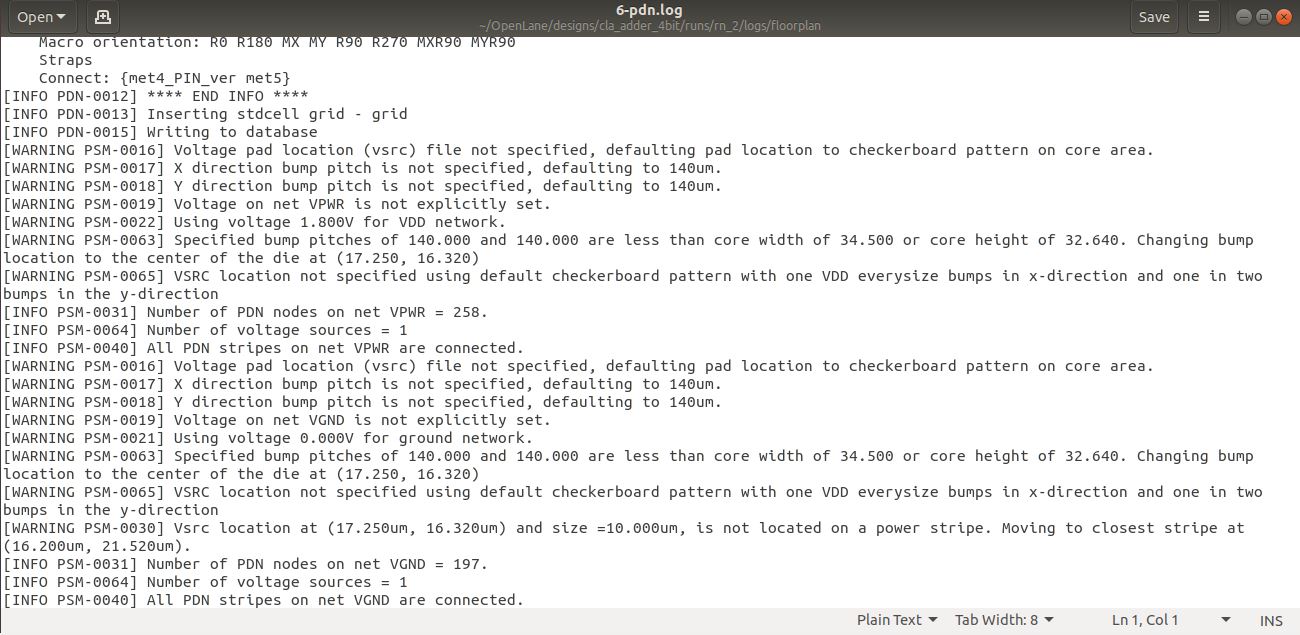 Open
6-pdn.log
~/OpenLane/designs/cla_adder_4bit/runs/rn_2/logs/floorplan
Save
Macro orientation: R0 R180 MX MY R90 R270 MXR90 MYR90
Straps
Connect: {met4_PIN_ver met5}
[INFO PDN-0012] **** END INFO ****
[INFO PDN-0013] Inserting stdcell grid - grid
[INFO PDN-0015] Writing to database
[WARNING PSM-0016] Voltage pad location (vsrc) file not specified, defaulting pad location to checkerboard pattern on core area.
[WARNING PSM-0017] X direction bump pitch is not specified, defaulting to 140um.
[WARNING PSM-0018] Y direction bump pitch is not specified, defaulting to 140um.
[WARNING PSM-0019] Voltage on net VPWR is not explicitly set.
[WARNING PSM-0022] Using voltage 1.800V for VDD network.
[WARNING PSM-0063] Specified bump pitches of 140.000 and 140.000 are less than core width of 34.500 or core height of 32.640. Changing bump
location to the center of the die at (17.250, 16.320)
[WARNING PSM-0065] VSRC location not specified using default checkerboard pattern with one VDD everysize bumps in x-direction and one in two
bumps in the y-direction
[INFO PSM-0031] Number of PDN nodes on net VPWR = 258.
[INFO PSM-0064] Number of voltage sources = 1
[INFO PSM-0040] All PDN stripes on net VPWR are connected.
[WARNING PSM-0016] Voltage pad location (vsrc) file not specified, defaulting pad location to checkerboard pattern on core area.
[WARNING PSM-0017] X direction bump pitch is not specified, defaulting to 140um.
[WARNING PSM-0018] Y direction bump pitch is not specified, defaulting to 140um.
[WARNING PSM-0019] Voltage on net VGND is not explicitly set.
[WARNING PSM-0021] Using voltage 0.000V for ground network.
[WARNING PSM-0063] Specified bump pitches of 140.000 and 140.000 are less than core width of 34.500 or core height of 32.640. Changing bump
location to the center of the die at (17.250, 16.320)
[WARNING PSM-0065] VSRC location not specified using default checkerboard pattern with one VDD everysize bumps in x-direction and one in two
bumps in the y-direction
[WARNING PSM-0030] Vsrc location at (17.250um, 16.320um) and size =10.000um, is not located on a power stripe. Moving to closest stripe at
(16.200um, 21.520um).
[INFO PSM-0031] Number of PDN nodes on net VGND = 197.
[INFO PSM-0064] Number of voltage sources = 1
[INFO PSM-0040] All PDN stripes on net VGND are connected.
Plain Text
Tab Width: 8
Ln 1, Col 1
INS